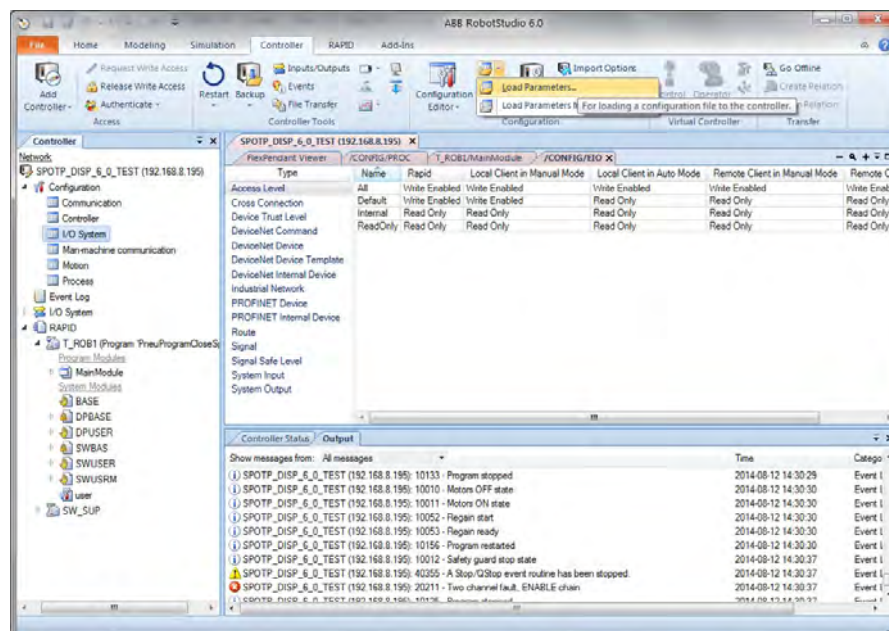 ABB RobotStudio 6.0
File Home Modeling Simulation Controller RAPID Add-Ins
Add Controller
Request Write Access
Release Write Access
Authenticate
Access
Restart Backup
Inputs/Outputs
Events
File Transfer
Controller Tools
Configuration Editor
Load Parameters...
Load Parameters
For loading a configuration file to the controller.
Import Options
Configuration
Operator
Virtual Controller
Go Offline
Create Relation
Relation
Transfer
Controller
SPOTP_DISP_6_0_TEST (192.168.8.195)
Network
SPOTP_DISP_6_0_TEST (192.168.8.195)
Configuration
Communication
Controller
I/O System
Man-machine communication
Motion
Process
Event Log
I/O System
RAPID
T_ROB1 (Program 'PneuProgramCloseS
Program Modules
MainModule
System Modules
BASE
DPBASE
DPUSER
SWBAS
SWUSER
SWUSRM
user
SW_SUP
FlexPendant Viewer /CONFIG/PROC T_ROB1/MainModule /CONFIG/EIO
Type
Access Level
Cross Connection
Device Trust Level
DeviceNet Command
DeviceNet Device
DeviceNet Device Template
DeviceNet Internal Device
Industrial Network
PROFINET Device
PROFINET Internal Device
Route
Signal
Signal Safe Level
System Input
System Output
Name Rapid Local Client in Manual Mode Local Client in Auto Mode Remote Client in Manual Mode Remote C
All Write Enabled Write Enabled Write Enabled Write Enabled Write Enab
Default Write Enabled Write Enabled Read Only Read Only Read Only
Internal Read Only Read Only Read Only Read Only Read Only
ReadOnly Read Only Read Only Read Only Read Only Read Only
Controller Status Output
Show messages from: All messages Time Catego
SPOTP_DISP_6_0_TEST (192.168.8.195): 10133 - Program stopped 2014-08-12 14:30:29 Event L
SPOTP_DISP_6_0_TEST (192.168.8.195): 10010 - Motors OFF state 2014-08-12 14:30:30 Event L
SPOTP_DISP_6_0_TEST (192.168.8.195): 10011 - Motors ON state 2014-08-12 14:30:30 Event L
SPOTP_DISP_6_0_TEST (192.168.8.195): 10052 - Regain start 2014-08-12 14:30:30 Event L
SPOTP_DISP_6_0_TEST (192.168.8.195): 10053 - Regain ready 2014-08-12 14:30:30 Event L
SPOTP_DISP_6_0_TEST (192.168.8.195): 10156 - Program restarted 2014-08-12 14:30:30 Event L
SPOTP_DISP_6_0_TEST (192.168.8.195): 10012 - Safety guard stop state 2014-08-12 14:30:37 Event L
SPOTP_DISP_6_0_TEST (192.168.8.195): 40355 - A Stop/QStop event routine has been stopped. 2014-08-12 14:30:37 Event L
SPOTP_DISP_6_0_TEST (192.168.8.195): 20211 - Two channel fault, ENABLE chain 2014-08-12 14:30:37 Event L